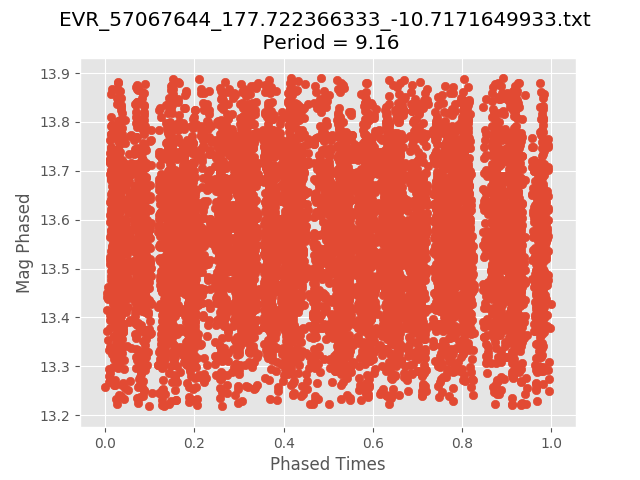 EVR_57067644_177.722366333_-10.7171649933.txt
Period = 9.16
13.9
13.8
13.7
13.6
13.5
13.4
13.3
13.2
Mag Phased
0.0 0.2 0.4 0.6 0.8 1.0
Phased Times